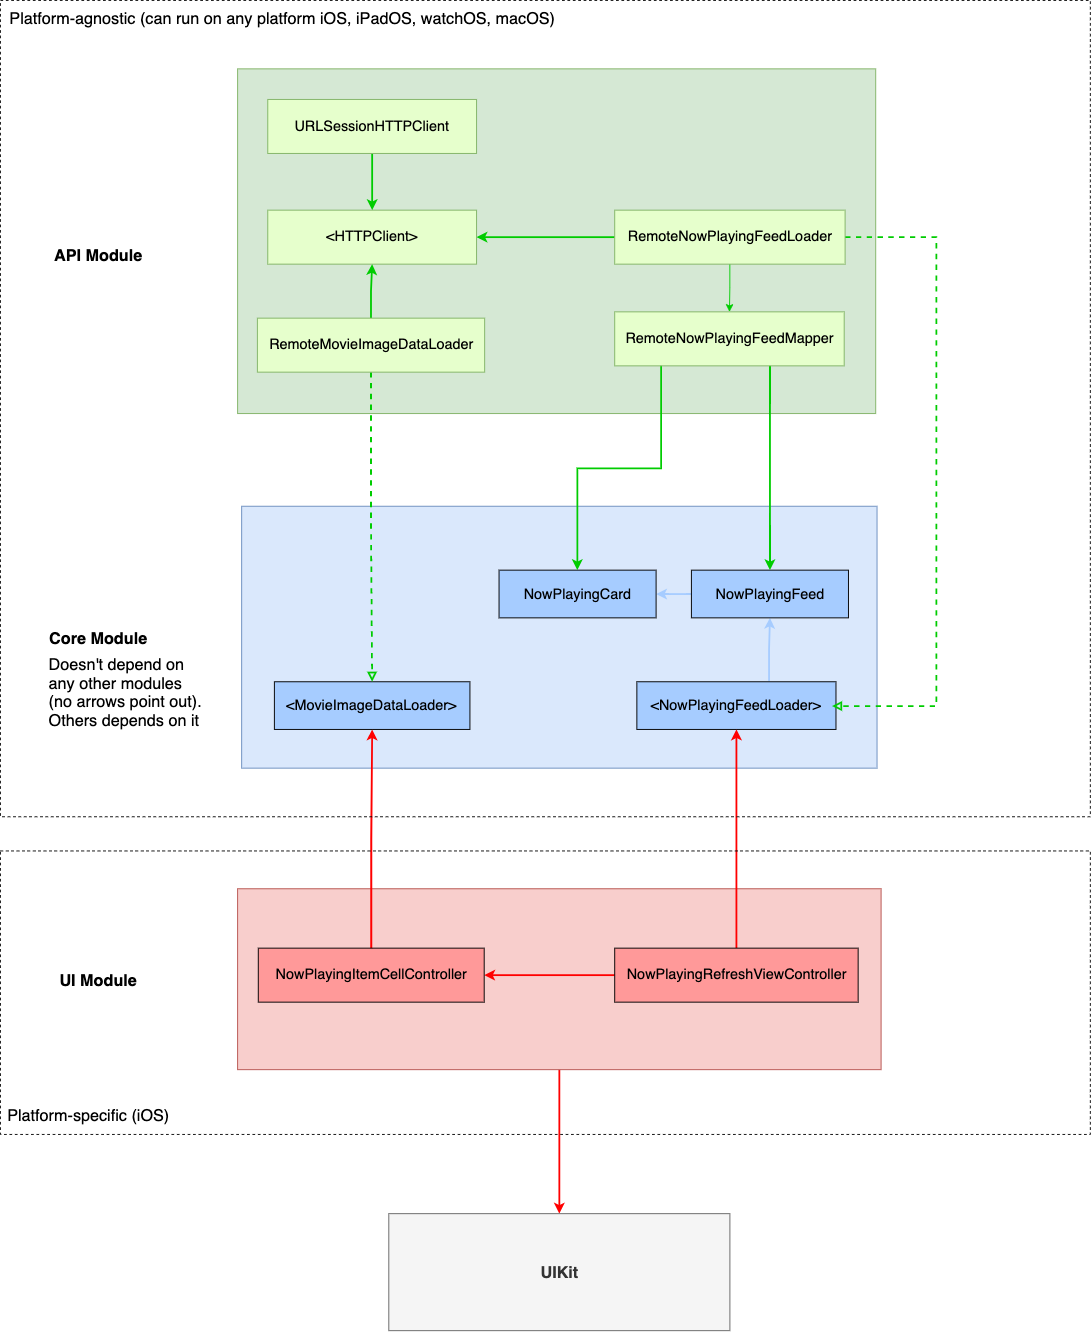 Platform-agnostic (can run on any platform iOS, iPadOS, watchOS, macOS)
URLSessionHTTPClient
<HTTPClient>
RemoteNowPlayingFeedLoader
API Module
RemoteMovieImageDataLoader
RemoteNowPlayingFeedMapper
NowPlayingCard
NowPlayingFeed
Core Module
Doesn't depend on
any other modules
(no arrows point out).
Others depends on it
<MovieImageDataLoader>
<NowPlayingFeedLoader>
UI Module
NowPlayingItemCellController
NowPlayingRefreshViewController
Platform-specific (iOS)
UIKit